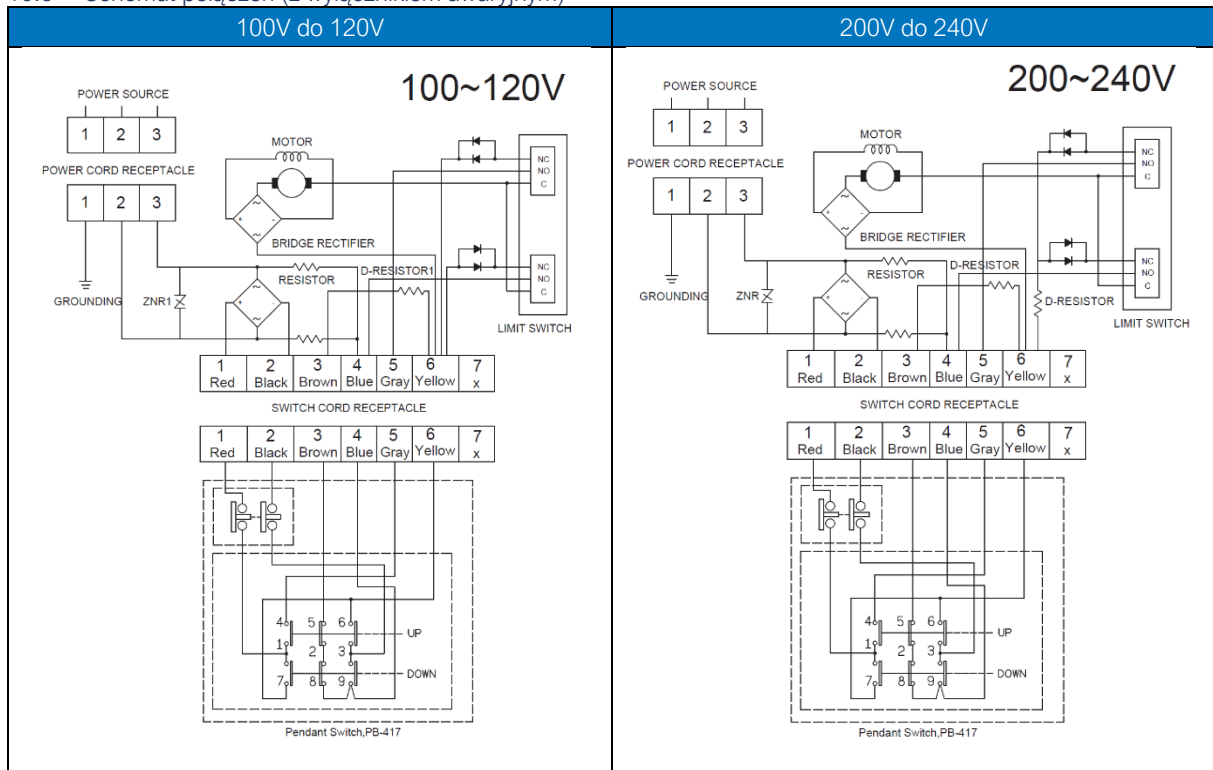 100V do 120V
200V do 240V
100~120V
POWER SOURCE
1 2 3
POWER CORD RECEPTACLE
1 2 3
MOTOR
NC
NO
C
~
+ -
~
BRIDGE RECTIFIER
RESISTOR
D-RESISTOR1
NC
NO
C
LIMIT SWITCH
GROUNDING
ZNR1
~
+ -
~
1 2 3 4 5 6 7
Red Black Brown Blue Gray Yellow x
SWITCH CORD RECEPTACLE
1 2 3 4 5 6 7
Red Black Brown Blue Gray Yellow x
4 5 6
UP
1 2 3
DOWN
7 8 9
Pendant Switch,PB-417
200~240V
POWER SOURCE
1 2 3
POWER CORD RECEPTACLE
1 2 3
MOTOR
NC
NO
C
~
+ -
~
BRIDGE RECTIFIER
RESISTOR
D-RESISTOR
NC
NO
C
D-RESISTOR
LIMIT SWITCH
GROUNDING
ZNR
~
+ -
~
1 2 3 4 5 6 7
Red Black Brown Blue Gray Yellow x
SWITCH CORD RECEPTACLE
1 2 3 4 5 6 7
Red Black Brown Blue Gray Yellow x
4 5 6
UP
1 2 3
DOWN
7 8 9
Pendant Switch,PB-417